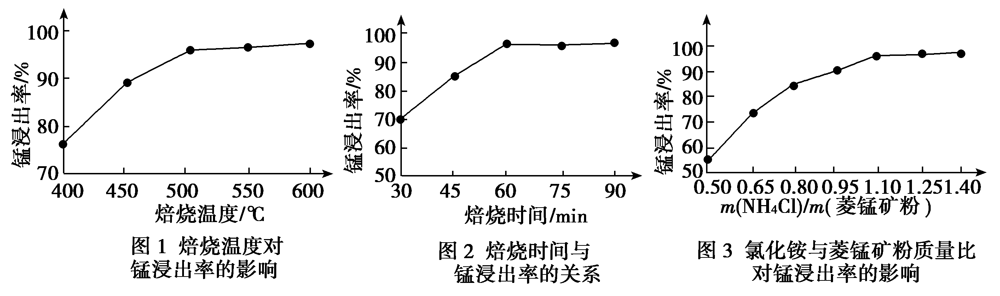 100
90
80
70
锰浸出率/%
400 450 500 550 600
焙烧温度/℃
图 1 焙烧温度对
锰浸出率的影响
100
90
80
70
60
50
锰浸出率/%
30 45 60 75 90
焙烧时间/min
图 2 焙烧时间与
锰浸出率的关系
100
90
80
70
60
50
锰浸出率/%
0.50 0.65 0.80 0.95 1.10 1.25 1.40
m(NH₄Cl)/m(菱锰矿粉)
图 3 氯化铵与菱锰矿粉质量比
对锰浸出率的影响